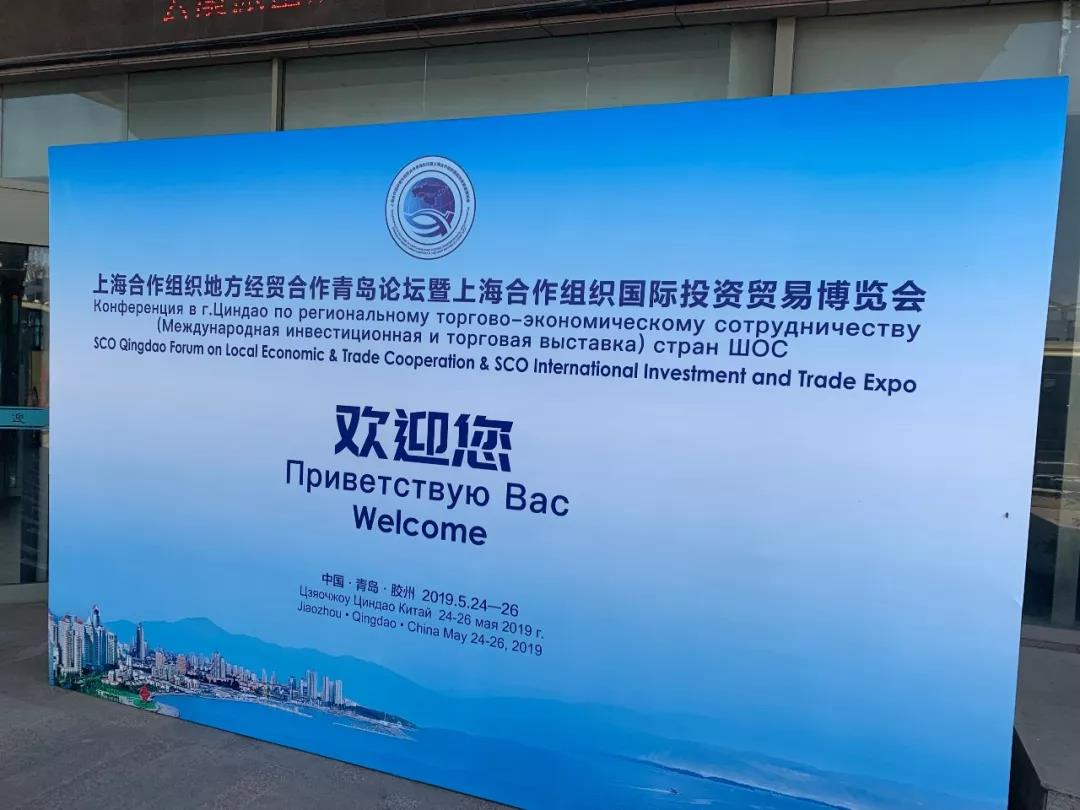 上海合作组织地方经贸合作青岛论坛暨上海合作组织国际投资贸易博览会
Конференция в г.Циндао по региональному торгово-экономическому сотрудничеству
(Международная инвестиционная и торговая выставка) стран ШОС
SCO Qingdao Forum on Local Economic & Trade Cooperation & SCO International Investment and Trade Expo
欢迎您
Приветствую Вас
Welcome
中国·青岛·胶州 2019.5.24—26
Цзяочжоу Циндао Китай 24-26 мая 2019 г.
Jiaozhou • Qingdao • China May 24-26, 2019
迎